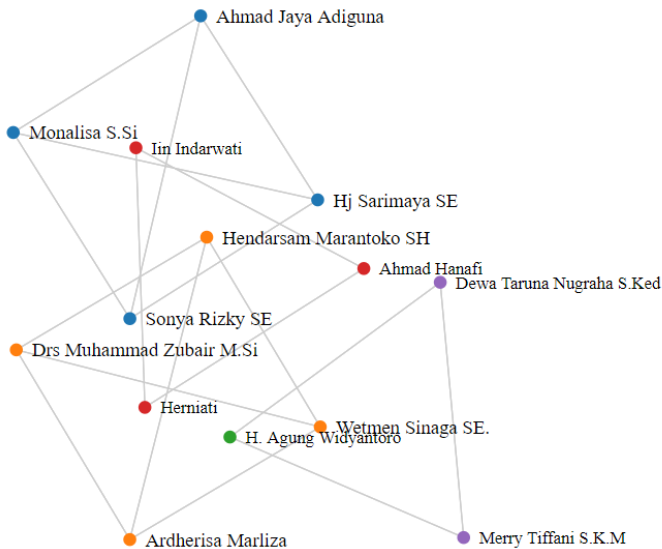 Ahmad Jaya Adiguna
Monalisa S.Si
Iin Indarwati
Hj Sarimaya SE
Hendarsam Marantoko SH
Ahmad Hanafi
Dewa Taruna Nugraha S.Ked
Sonya Rizky SE
Drs Muhammad Zubair M.Si
Herniati
Wetmen Sinaga SE.
H. Agung Widyantoro
Ardherisa Marliza
Merry Tiffani S.K.M